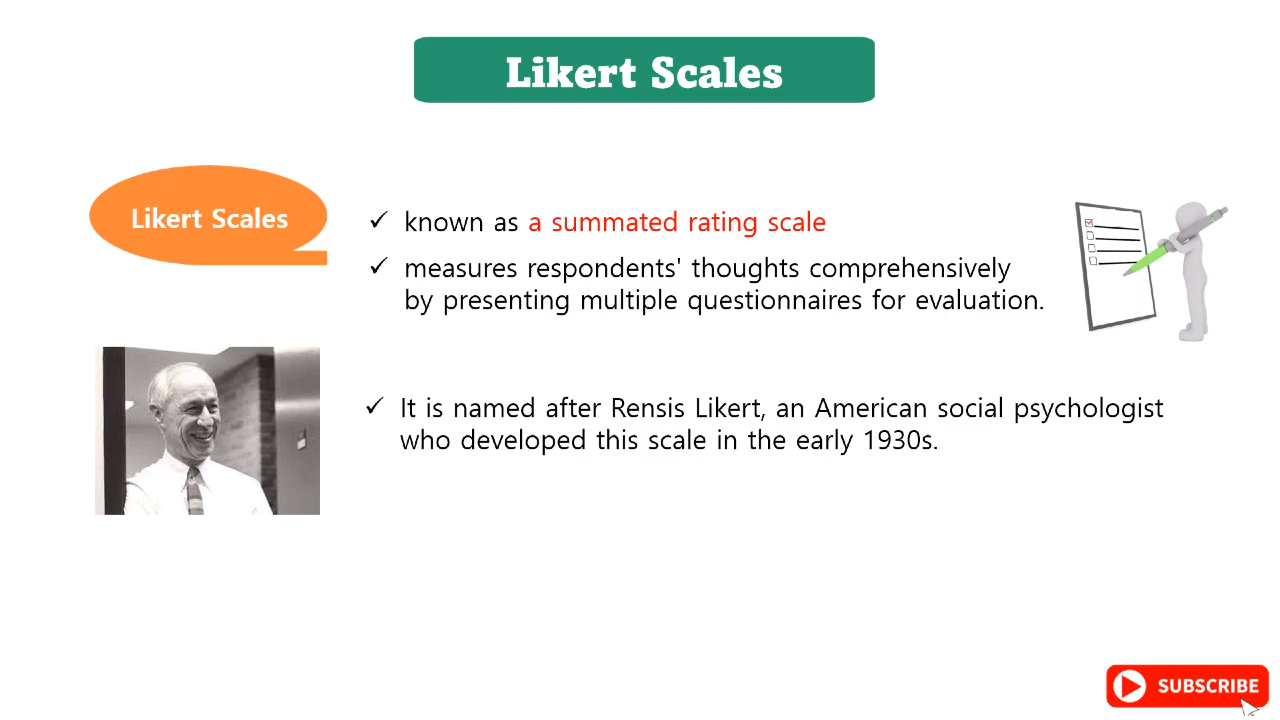 Likert Scales
Likert Scales
known as a summated rating scale
measures respondents' thoughts comprehensively
by presenting multiple questionnaires for evaluation.
It is named after Rensis Likert, an American social psychologist
who developed this scale in the early 1930s.
SUBSCRIBE